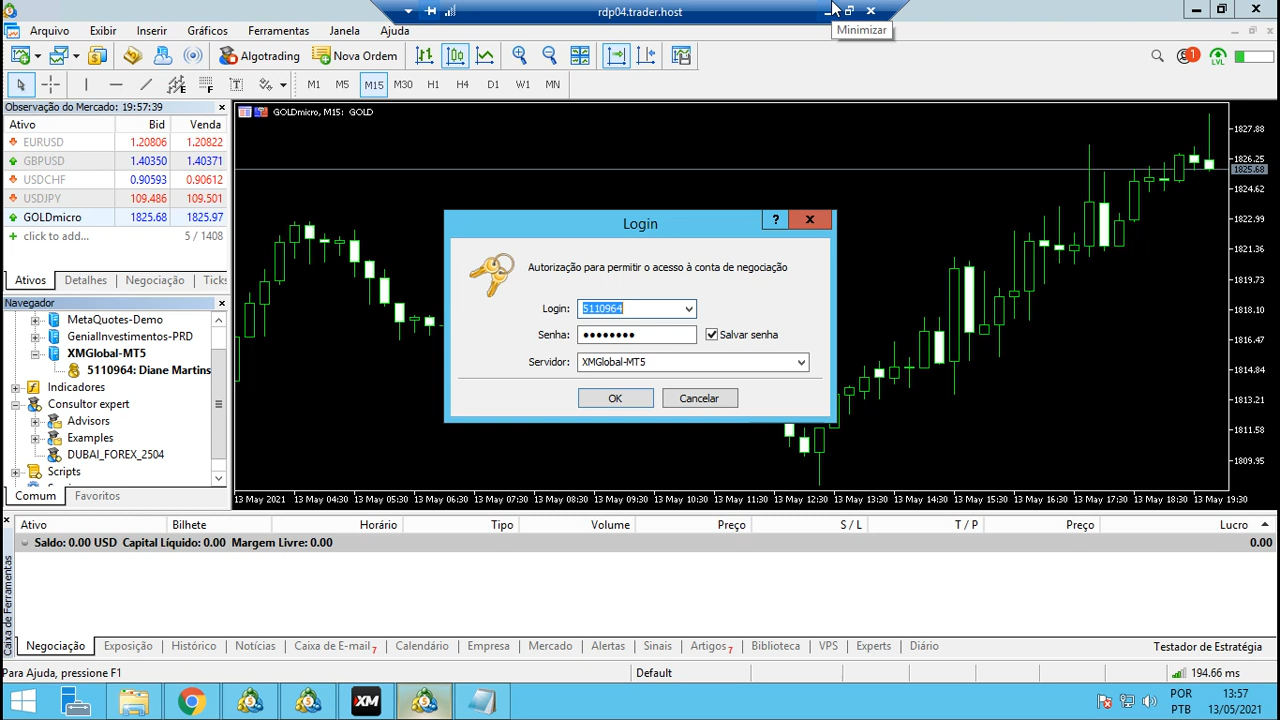 rdp04.trader.host
Arquivo Exibir Inserir Gráficos Ferramentas Janela Ajuda
Minimizar
Algotrading Nova Ordem 1 LVL
M1 M5 M15 M30 H1 H4 D1 W1 MN
Observação do Mercado: 19:57:39
Ativo Bid Venda
EURUSD 1.20806 1.20822
GBPUSD 1.40350 1.40371
USDCHF 0.90593 0.90612
USDJPY 109.486 109.501
GOLDmicro 1825.68 1825.97
click to add... 5 / 1408
Ativos Detalhes Negociação Ticks
Navegador
MetaQuotes-Demo
GenialInvestimentos-PRD
XMGlobal-MT5
5110964: Diane Martins
Indicadores
Consultor expert
Advisors
Examples
DUBAI_FOREX_2504
Scripts
Comum Favoritos
GOLDmicro, M15: GOLD
1827.88
1826.25
1825.68
1824.62
1822.99
1821.36
1819.73
1818.10
1816.47
1814.84
1813.21
1811.58
1809.95
13 May 2021 13 May 04:30 13 May 05:30 13 May 06:30 13 May 07:30 13 May 08:30 13 May 09:30 13 May 10:30 13 May 11:30 13 May 12:30 13 May 13:30 13 May 14:30 13 May 15:30 13 May 16:30 13 May 17:30 13 May 18:30 13 May 19:30
Login
?
Autorização para permitir o acesso à conta de negociação
Login: 5110964
Senha: ●●●●●●●● Salvar senha
Servidor: XMGlobal-MT5
OK Cancelar
Ativo Bilhete Horário Tipo Volume Preço S / L T / P Preço Lucro
Saldo: 0.00 USD Capital Líquido: 0.00 Margem Livre: 0.00 0.00
Caixa de Ferramentas
Negociação Exposição Histórico Notícias Caixa de E-mail 7 Calendário Empresa Mercado Alertas Sinais Artigos 7 Biblioteca VPS Experts Diário Testador de Estratégia
Para Ajuda, pressione F1 Default 194.66 ms
XM
POR 13:57
PTB 13/05/2021